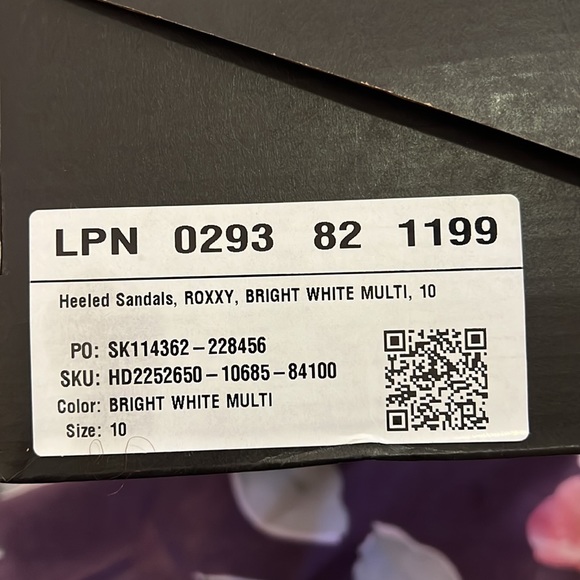 LPN 0293 82 1199
Heeled Sandals, ROXXY, BRIGHT WHITE MULTI, 10
PO: SK114362-228456
SKU: HD2252650-10685-84100
Color: BRIGHT WHITE MULTI
Size: 10